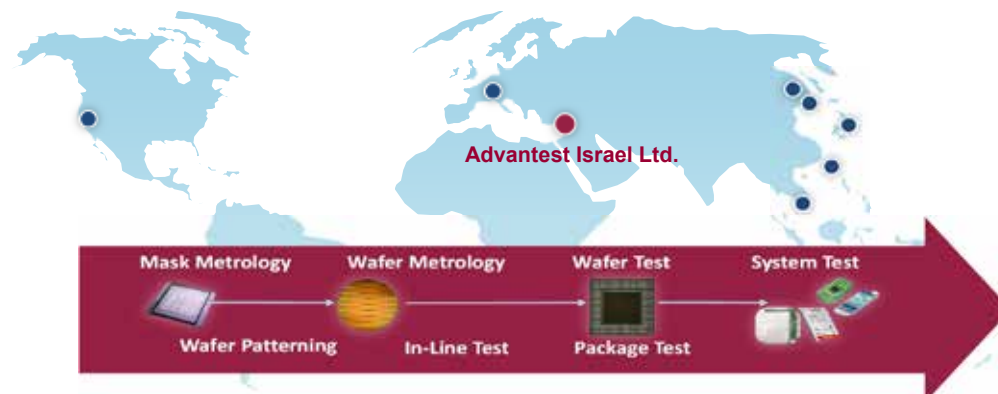 Advantest Israel Ltd.
Mask Metrology
Wafer Metrology
Wafer Test
System Test
Wafer Patterning
In-Line Test
Package Test